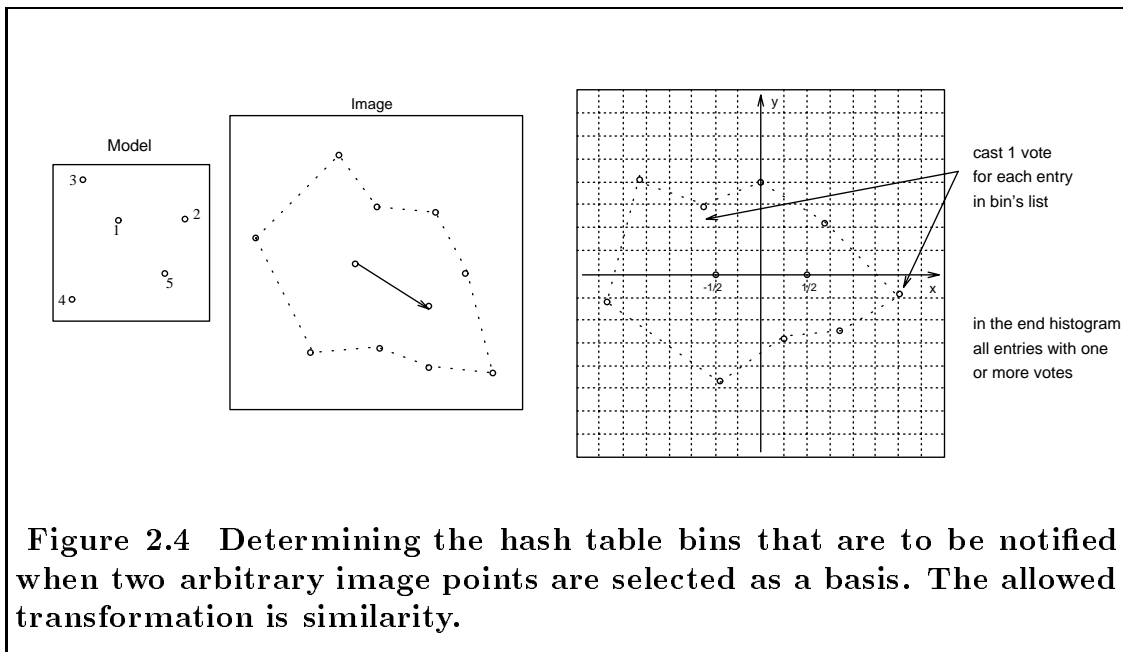 Model
3
2
1
5
4
Image
y
x
-1/2
1/2
cast 1 vote
for each entry
in bin's list
in the end histogram
all entries with one
or more votes
Figure 2.4 Determining the hash table bins that are to be notified
when two arbitrary image points are selected as a basis. The allowed
transformation is similarity.